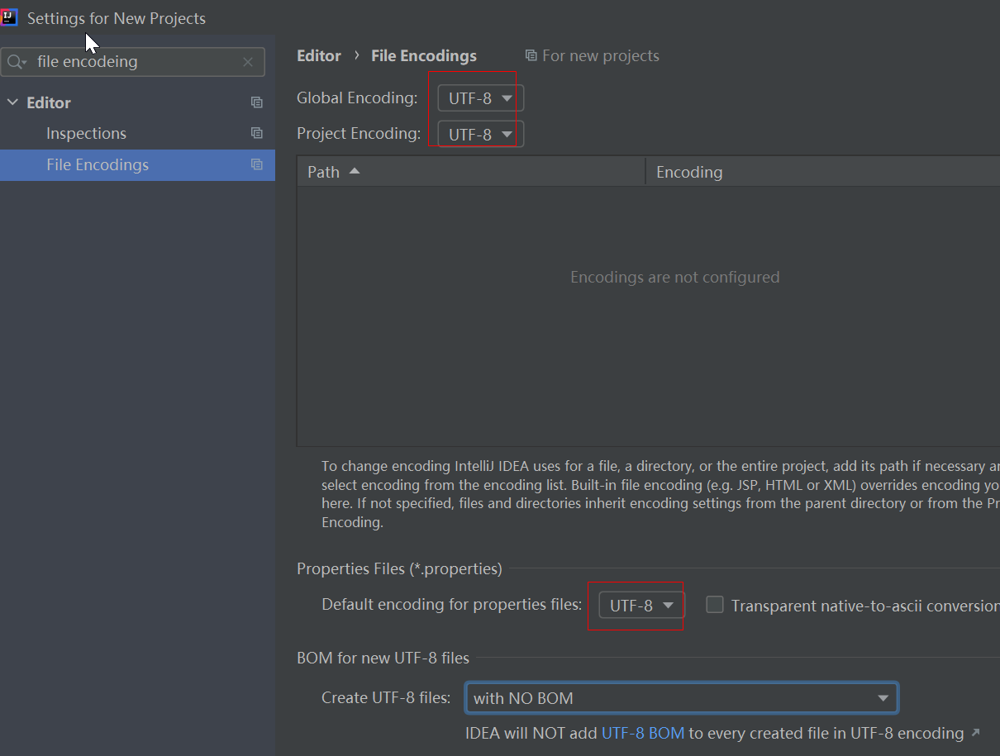 Settings for New Projects
file encodeing
Editor
Inspections
File Encodings
Editor › File Encodings For new projects
Global Encoding: UTF-8
Project Encoding: UTF-8
Path Encoding
Encodings are not configured
To change encoding IntelliJ IDEA uses for a file, a directory, or the entire project, add its path if necessary
select encoding from the encoding list. Built-in file encoding (e.g. JSP, HTML or XML) overrides encoding
here. If not specified, files and directories inherit encoding settings from the parent directory or from the
Encoding.
Properties Files (*.properties)
Default encoding for properties files: UTF-8 Transparent native-to-ascii conversion
BOM for new UTF-8 files
Create UTF-8 files: with NO BOM
IDEA will NOT add UTF-8 BOM to every created file in UTF-8 encoding ↗